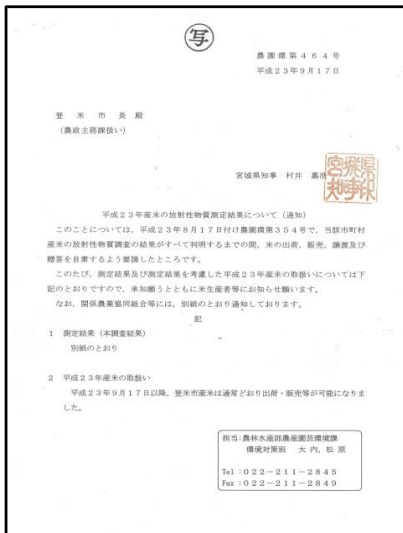 写
農園環第４６４号
平成２３年９月１７日
登米市長殿
(農政主務課扱い)
宮城県知事 村井 嘉浩
平成２３年産米の放射性物質測定結果について（通知）
このことについては、平成２３年８月１７日付け農園環第３５４号で、当該市町村
産米の放射性物質調査の結果がすべて判明するまでの間、米の出荷、販売、譲渡及び
贈答を自粛するよう要請したところです。
このたび、測定結果及び測定結果を考慮した平成２３年産米の取扱いについては下
記のとおりですので、承知願うとともに米生産者等にお知らせ願います。
なお、関係農業協同組合等には、別紙のとおり通知しております。
記
１ 測定結果（本調査結果）
別紙のとおり
２ 平成２３年産米の取扱い
平成２３年９月１７日以降、登米市産米は通常どおり出荷・販売等が可能になりま
した。
担当:農林水産部農産園芸環境課
環境対策班 大内，松原
Tel：０２２－２１１－２８４５
Fax：０２２－２１１－２８４９